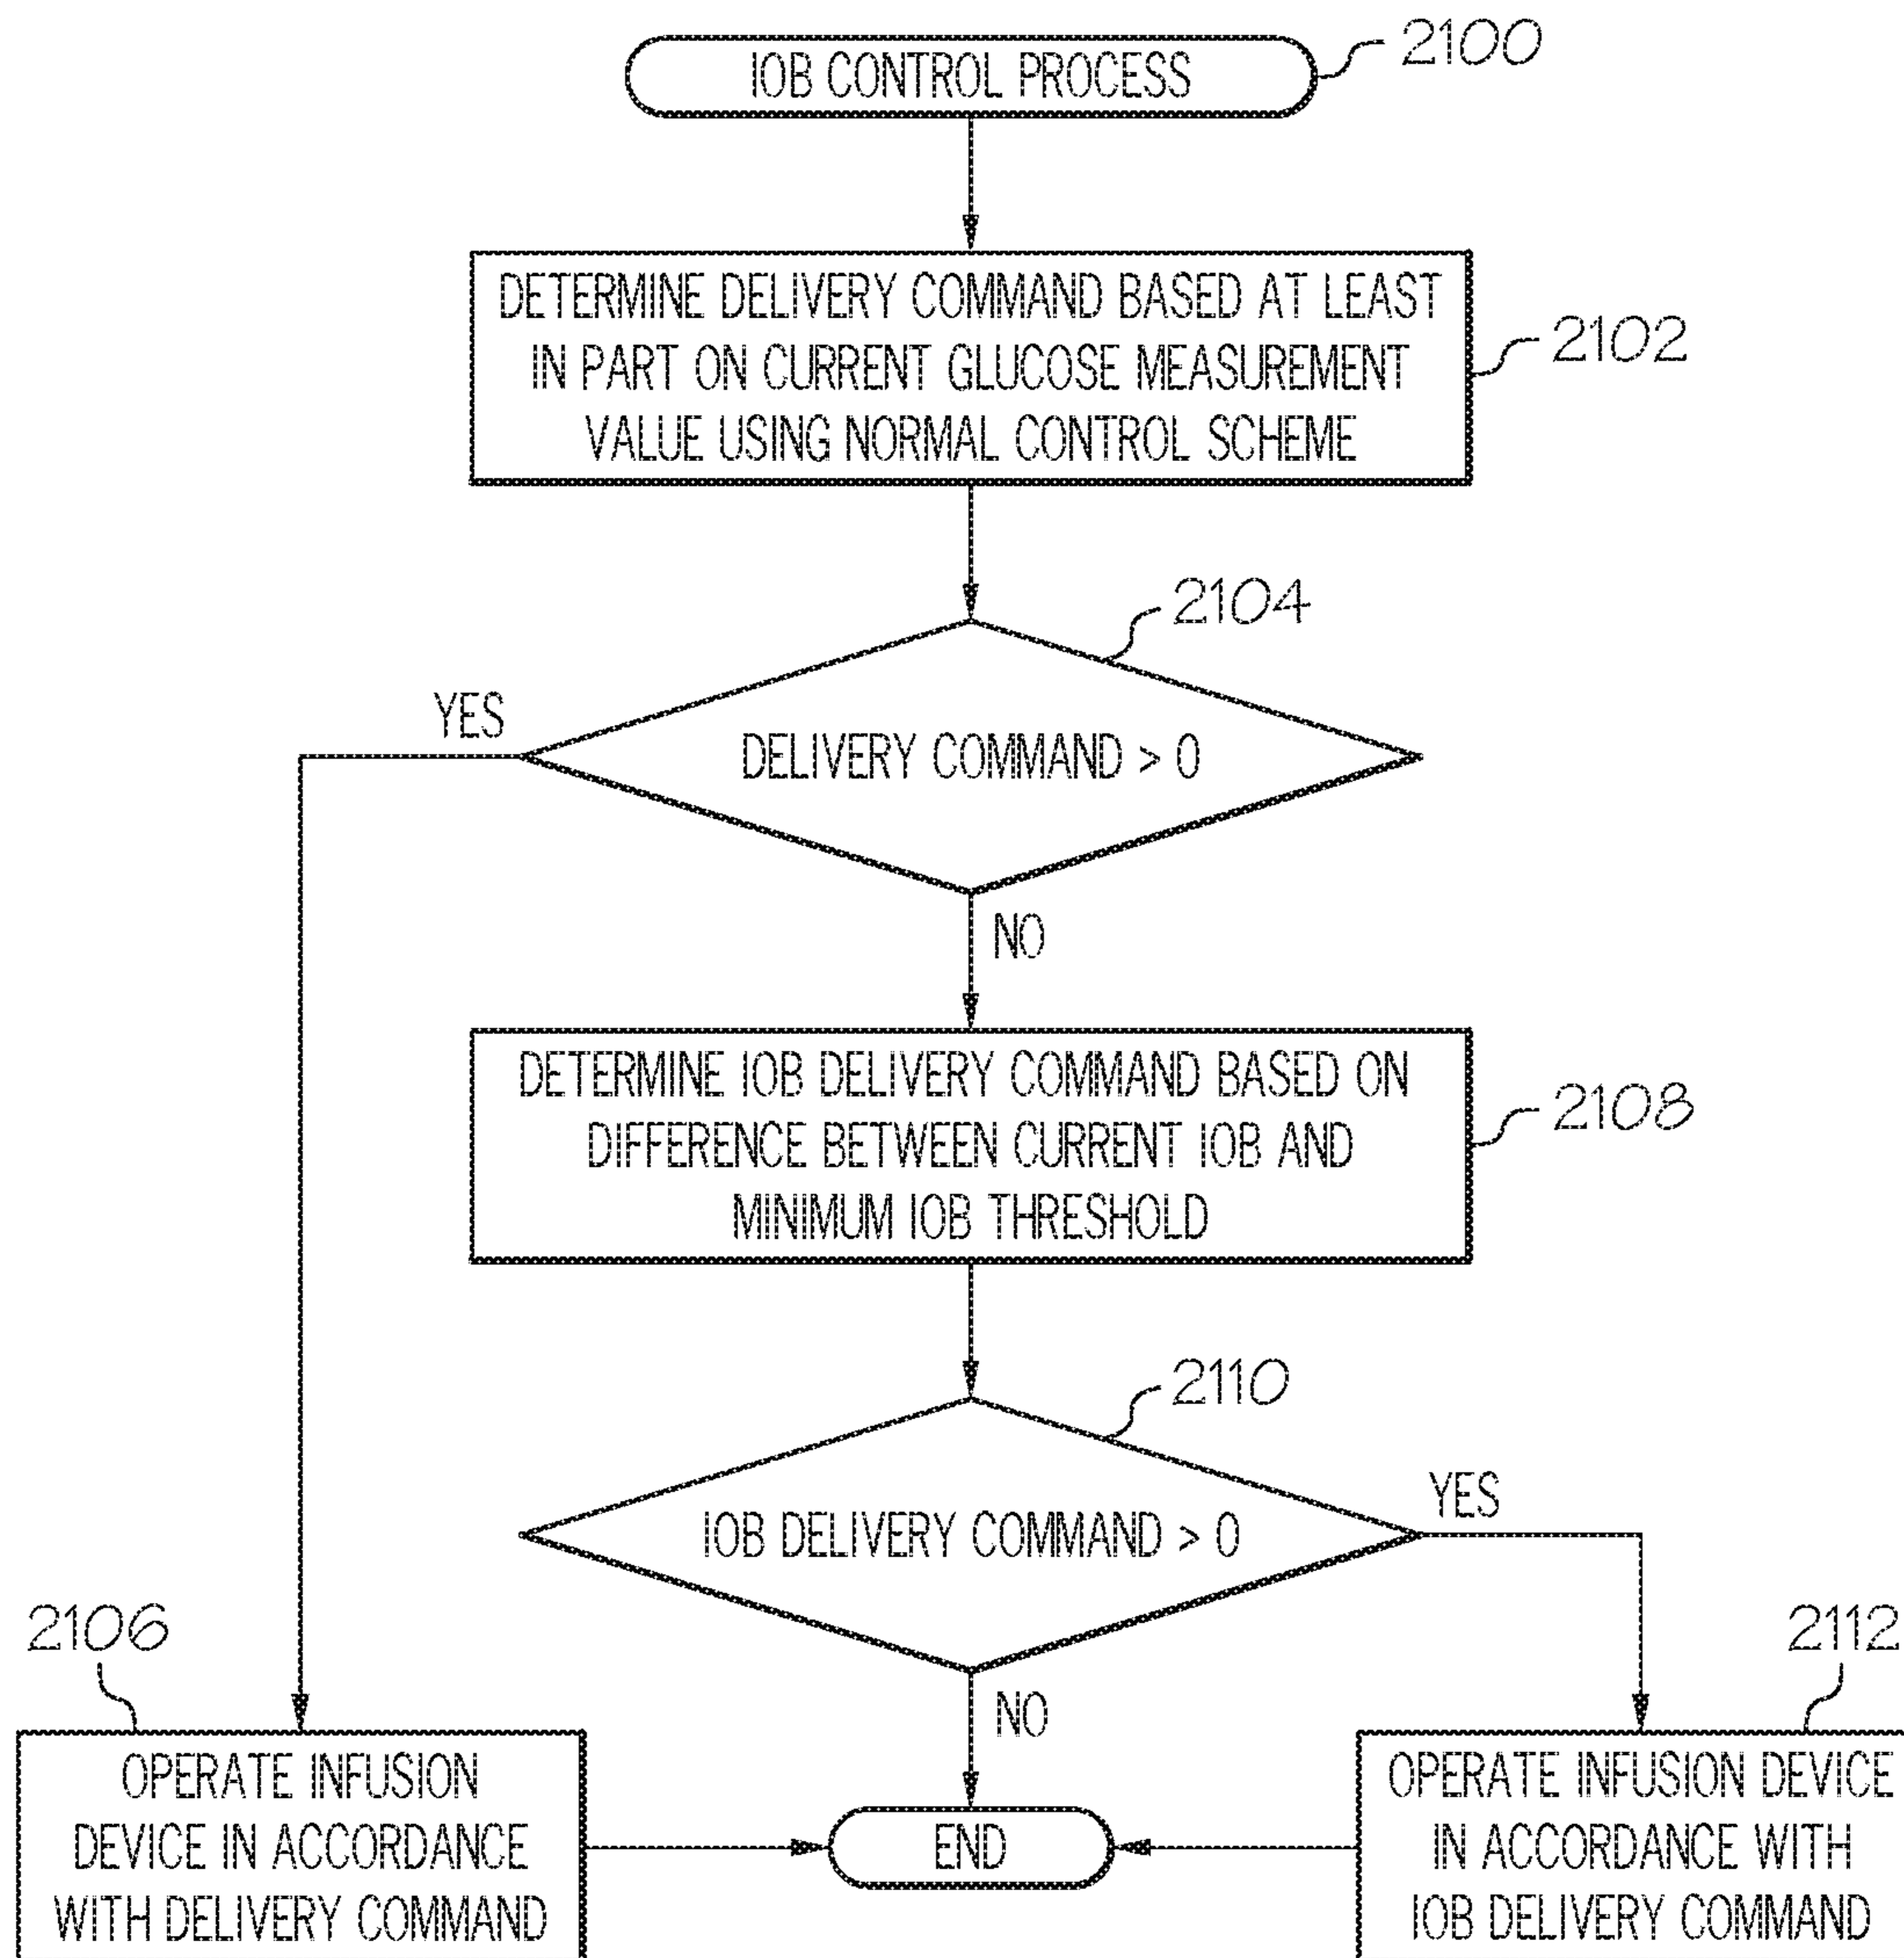 IOB CONTROL PROCESS
2100
DETERMINE DELIVERY COMMAND BASED AT LEAST
IN PART ON CURRENT GLUCOSE MEASUREMENT
VALUE USING NORMAL CONTROL SCHEME
2102
2104
DELIVERY COMMAND > 0
YES
NO
DETERMINE IOB DELIVERY COMMAND BASED ON
DIFFERENCE BETWEEN CURRENT IOB AND
MINIMUM IOB THRESHOLD
2108
2110
IOB DELIVERY COMMAND > 0
YES
NO
2106
OPERATE INFUSION
DEVICE IN ACCORDANCE
WITH DELIVERY COMMAND
END
2112
OPERATE INFUSION DEVICE
IN ACCORDANCE WITH
IOB DELIVERY COMMAND